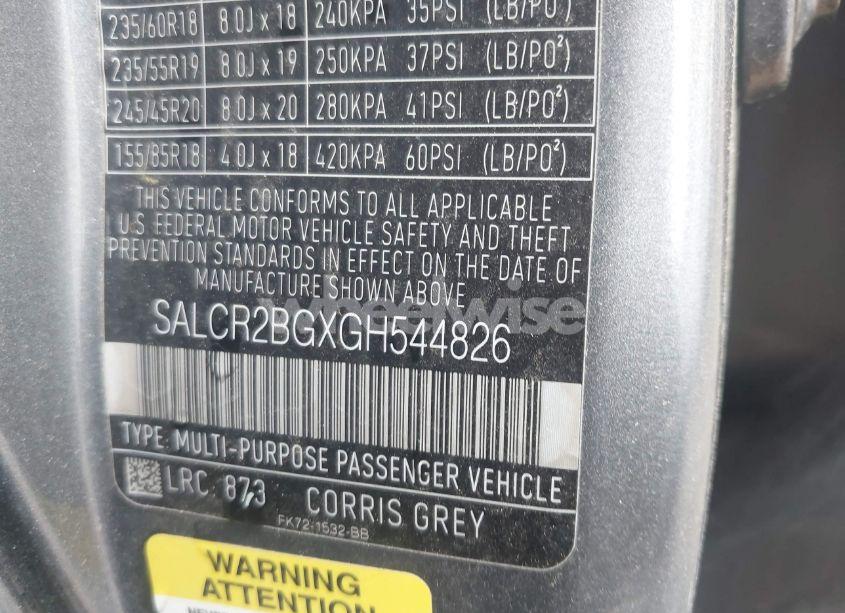 235/60R18 8.0J x 18 240KPA 35PSI (LB/PO²)
235/55R19 8.0J x 19 250KPA 37PSI (LB/PO²)
245/45R20 8.0J x 20 280KPA 41PSI (LB/PO²)
155/85R18 4.0J x 18 420KPA 60PSI (LB/PO²)
THIS VEHICLE CONFORMS TO ALL APPLICABLE
U.S. FEDERAL MOTOR VEHICLE SAFETY AND THEFT
PREVENTION STANDARDS IN EFFECT ON THE DATE OF
MANUFACTURE SHOWN ABOVE
wheelwise
SALCR2BGXGH544826
TYPE: MULTI-PURPOSE PASSENGER VEHICLE
LRC 873 CORRIS GREY
FK72-1532-BB
WARNING
ATTENTION